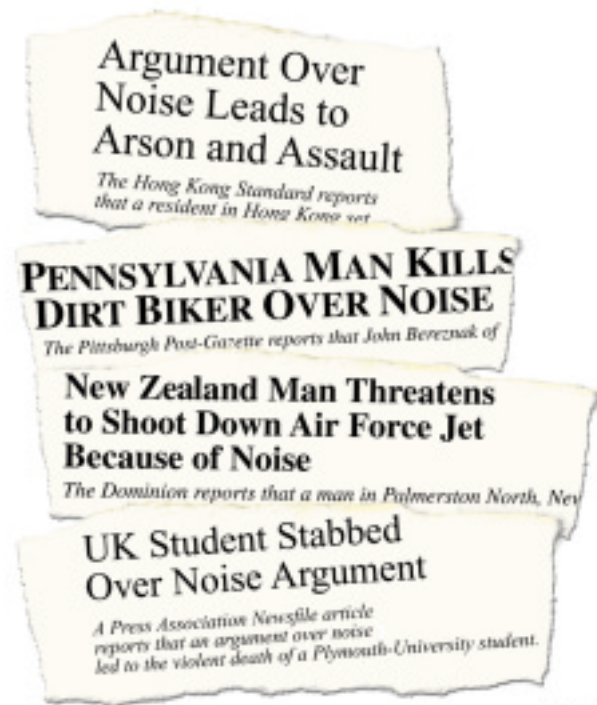 Argument Over
Noise Leads to
Arson and Assault
The Hong Kong Standard reports
that a resident in Hong Kong set
PENNSYLVANIA MAN KILLS
DIRT BIKER OVER NOISE
The Pittsburgh Post-Gazette reports that John Bereznak of
New Zealand Man Threatens
to Shoot Down Air Force Jet
Because of Noise
The Dominion reports that a man in Palmerston North, New
UK Student Stabbed
Over Noise Argument
A Press Association Newsfile article
reports that an argument over noise
led to the violent death of a Plymouth-University student.